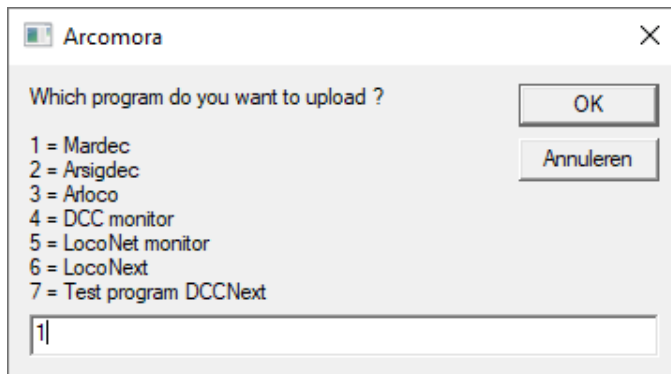 Arcomora
Which program do you want to upload ?
OK
Annuleren
1 = Mardec
2 = Arsigdec
3 = Arloco
4 = DCC monitor
5 = LocoNet monitor
6 = LocoNext
7 = Test program DCCNext
1